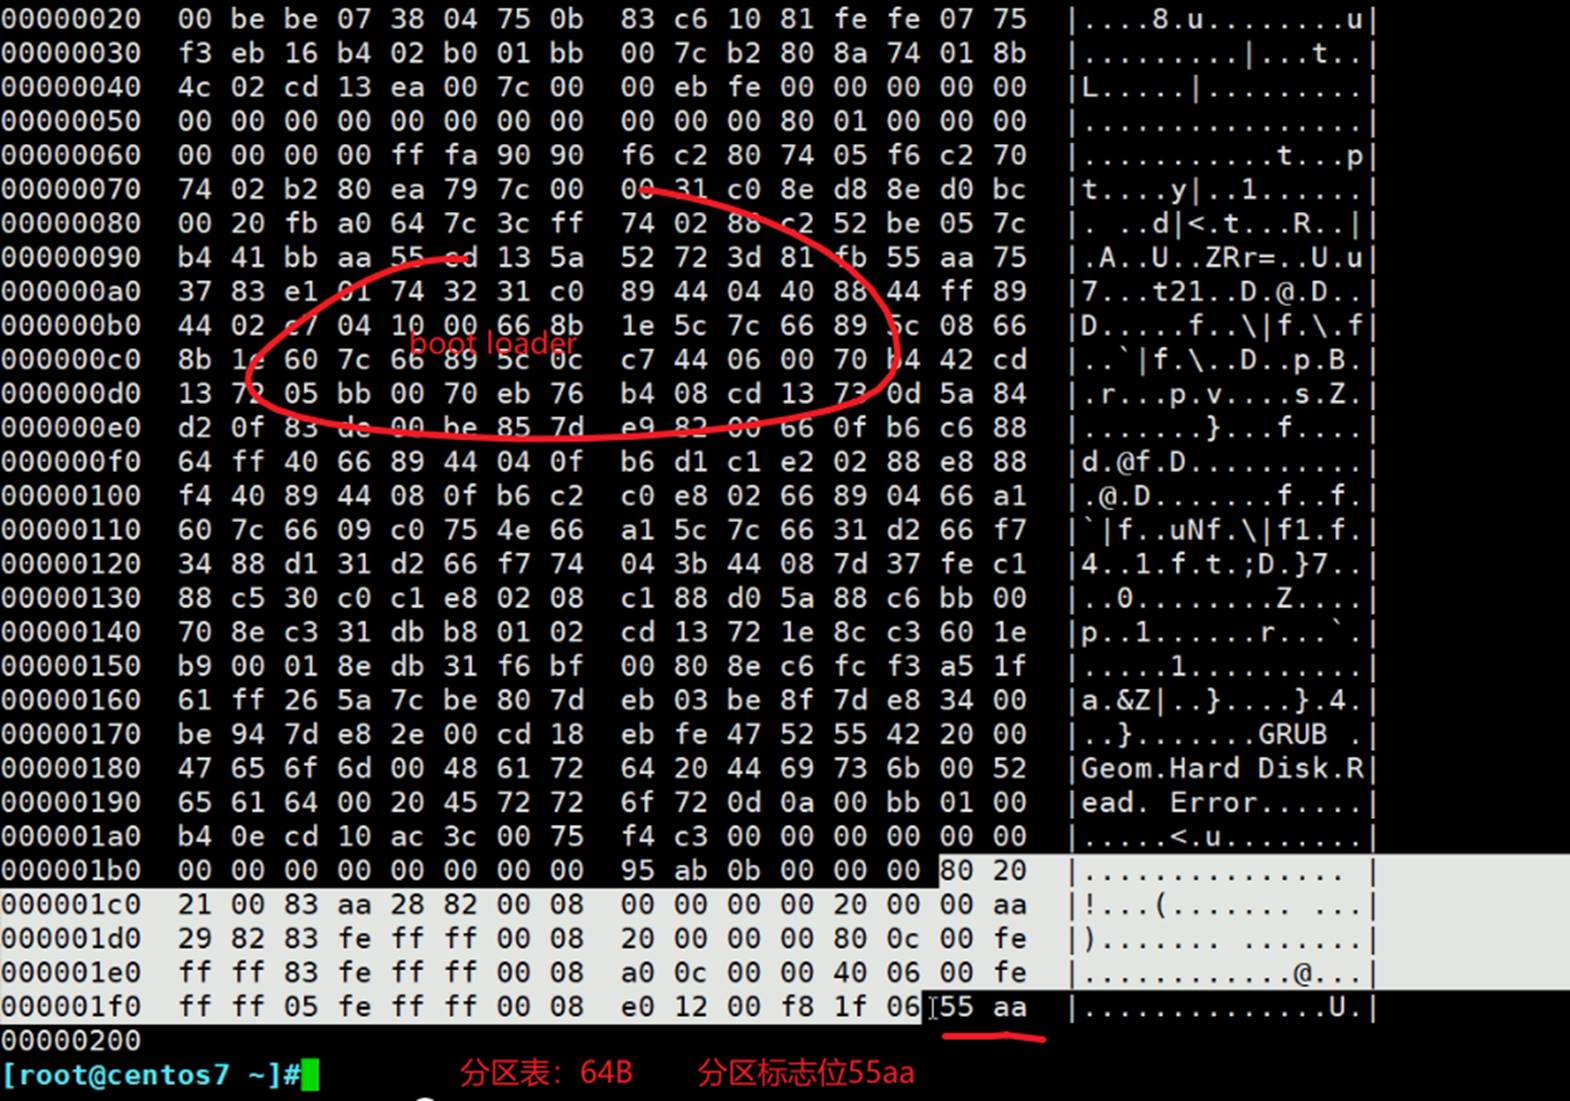 00000020  00 be be 07 38 04 75 0b  83 c6 10 81 fe fe 07 75  |....8.u........u|
00000030  f3 eb 16 b4 02 b0 01 bb  00 7c b2 80 8a 74 01 8b  |.........|...t..|
00000040  4c 02 cd 13 ea 00 7c 00  00 eb fe 00 00 00 00 00  |L.....|.........|
00000050  00 00 00 00 00 00 00 00  00 00 00 80 01 00 00 00  |................|
00000060  00 00 00 00 ff fa 90 90  f6 c2 80 74 05 f6 c2 70  |...........t...p|
00000070  74 02 b2 80 ea 79 7c 00  00 31 c0 8e d8 8e d0 bc  |t....y|..1......|
00000080  00 20 fb a0 64 7c 3c ff  74 02 88 c2 52 be 05 7c  |. ..d|<.t...R..||
00000090  b4 41 bb aa 55 cd 13 5a  52 72 3d 81 fb 55 aa 75  |.A..U..ZRr=..U.u|
000000a0  37 83 e1 01 74 32 31 c0  89 44 04 40 88 44 ff 89  |7...t21..D.@.D..|
000000b0  44 02 c7 04 10 00 66 8b  1e 5c 7c 66 89 5c 08 66  |D.....f..\|f.\.f|
boot loader
000000c0  8b 1e 60 7c 66 89 5c 0c  c7 44 06 00 70 b4 42 cd  |..`|f.\..D..p.B.|
000000d0  13 72 05 bb 00 70 eb 76  b4 08 cd 13 73 0d 5a 84  |.r...p.v....s.Z.|
000000e0  d2 0f 83 de 00 be 85 7d  e9 82 00 66 0f b6 c6 88  |.......}...f....|
000000f0  64 ff 40 66 89 44 04 0f  b6 d1 c1 e2 02 88 e8 88  |d.@f.D..........|
00000100  f4 40 89 44 08 0f b6 c2  c0 e8 02 66 89 04 66 a1  |.@.D.......f..f.|
00000110  60 7c 66 09 c0 75 4e 66  a1 5c 7c 66 31 d2 66 f7  |`|f..uNf.\|f1.f.|
00000120  34 88 d1 31 d2 66 f7 74  04 3b 44 08 7d 37 fe c1  |4..1.f.t.;D.}7..|
00000130  88 c5 30 c0 c1 e8 02 08  c1 88 d0 5a 88 c6 bb 00  |..0........Z....|
00000140  70 8e c3 31 db b8 01 02  cd 13 72 1e 8c c3 60 1e  |p..1......r...`.|
00000150  b9 00 01 8e db 31 f6 bf  00 80 8e c6 fc f3 a5 1f  |.....1..........|
00000160  61 ff 26 5a 7c be 80 7d  eb 03 be 8f 7d e8 34 00  |a.&Z|..}....}.4.|
00000170  be 94 7d e8 2e 00 cd 18  eb fe 47 52 55 42 20 00  |..}.......GRUB .|
00000180  47 65 6f 6d 00 48 61 72  64 20 44 69 73 6b 00 52  |Geom.Hard Disk.R|
00000190  65 61 64 00 20 45 72 72  6f 72 0d 0a 00 bb 01 00  |ead. Error......|
000001a0  b4 0e cd 10 ac 3c 00 75  f4 c3 00 00 00 00 00 00  |.....<.u........|
000001b0  00 00 00 00 00 00 00 00  95 ab 0b 00 00 00 80 20  |............... |
000001c0  21 00 83 aa 28 82 00 08  00 00 00 00 20 00 00 aa  |!...(....... ...|
000001d0  29 82 83 fe ff ff 00 08  20 00 00 00 80 0c 00 fe  |)....... .......|
000001e0  ff ff 83 fe ff ff 00 08  a0 0c 00 00 40 06 00 fe  |............@...|
000001f0  ff ff 05 fe ff ff 00 08  e0 12 00 f8 1f 06 55 aa  |..............U.|
00000200
[root@centos7 ~]# 分区表：64B 分区标志位55aa